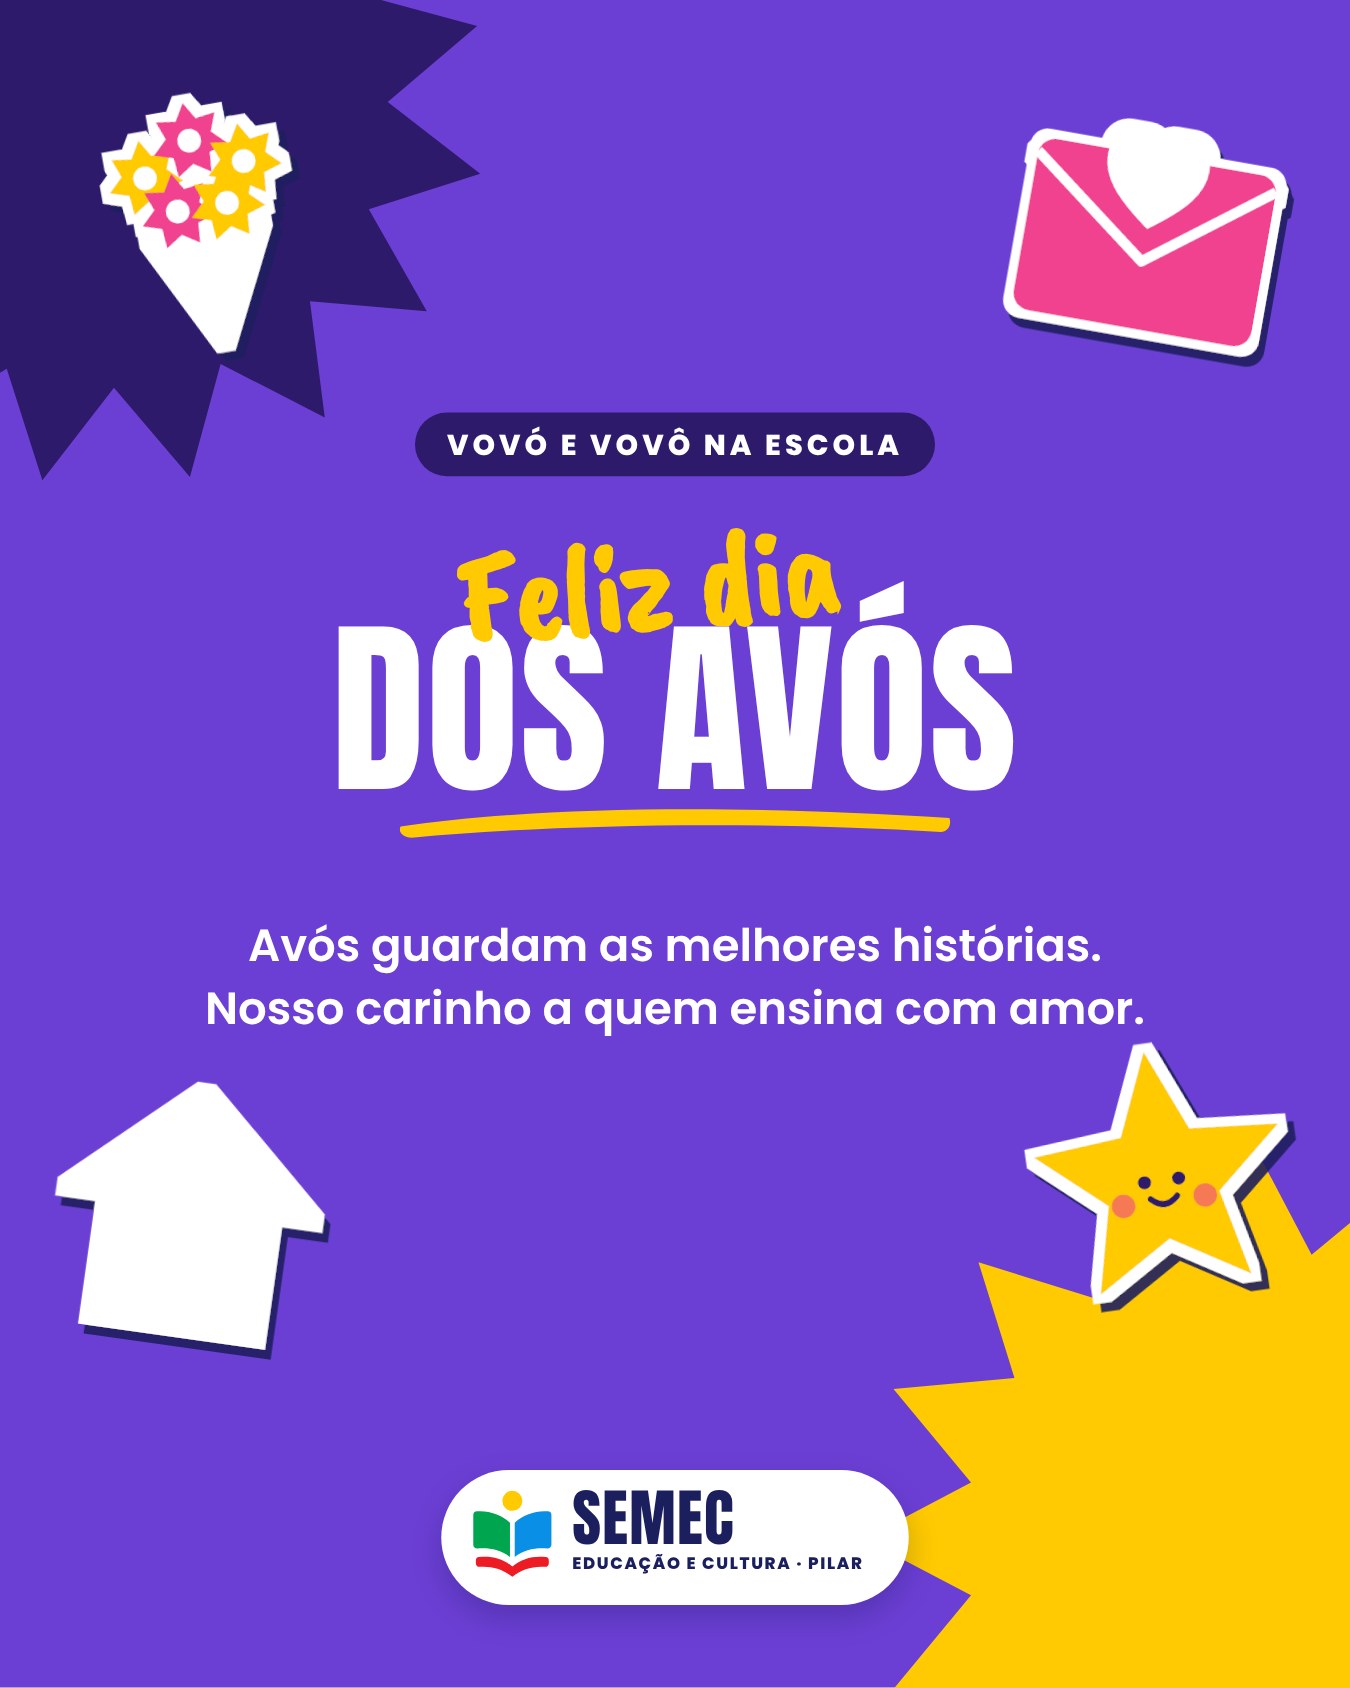 VOVÓ E VOVÔ NA ESCOLA
Feliz dia
DOS AVÓS
Avós guardam as melhores histórias.
Nosso carinho a quem ensina com amor.
SEMEC
EDUCAÇÃO E CULTURA · PILAR